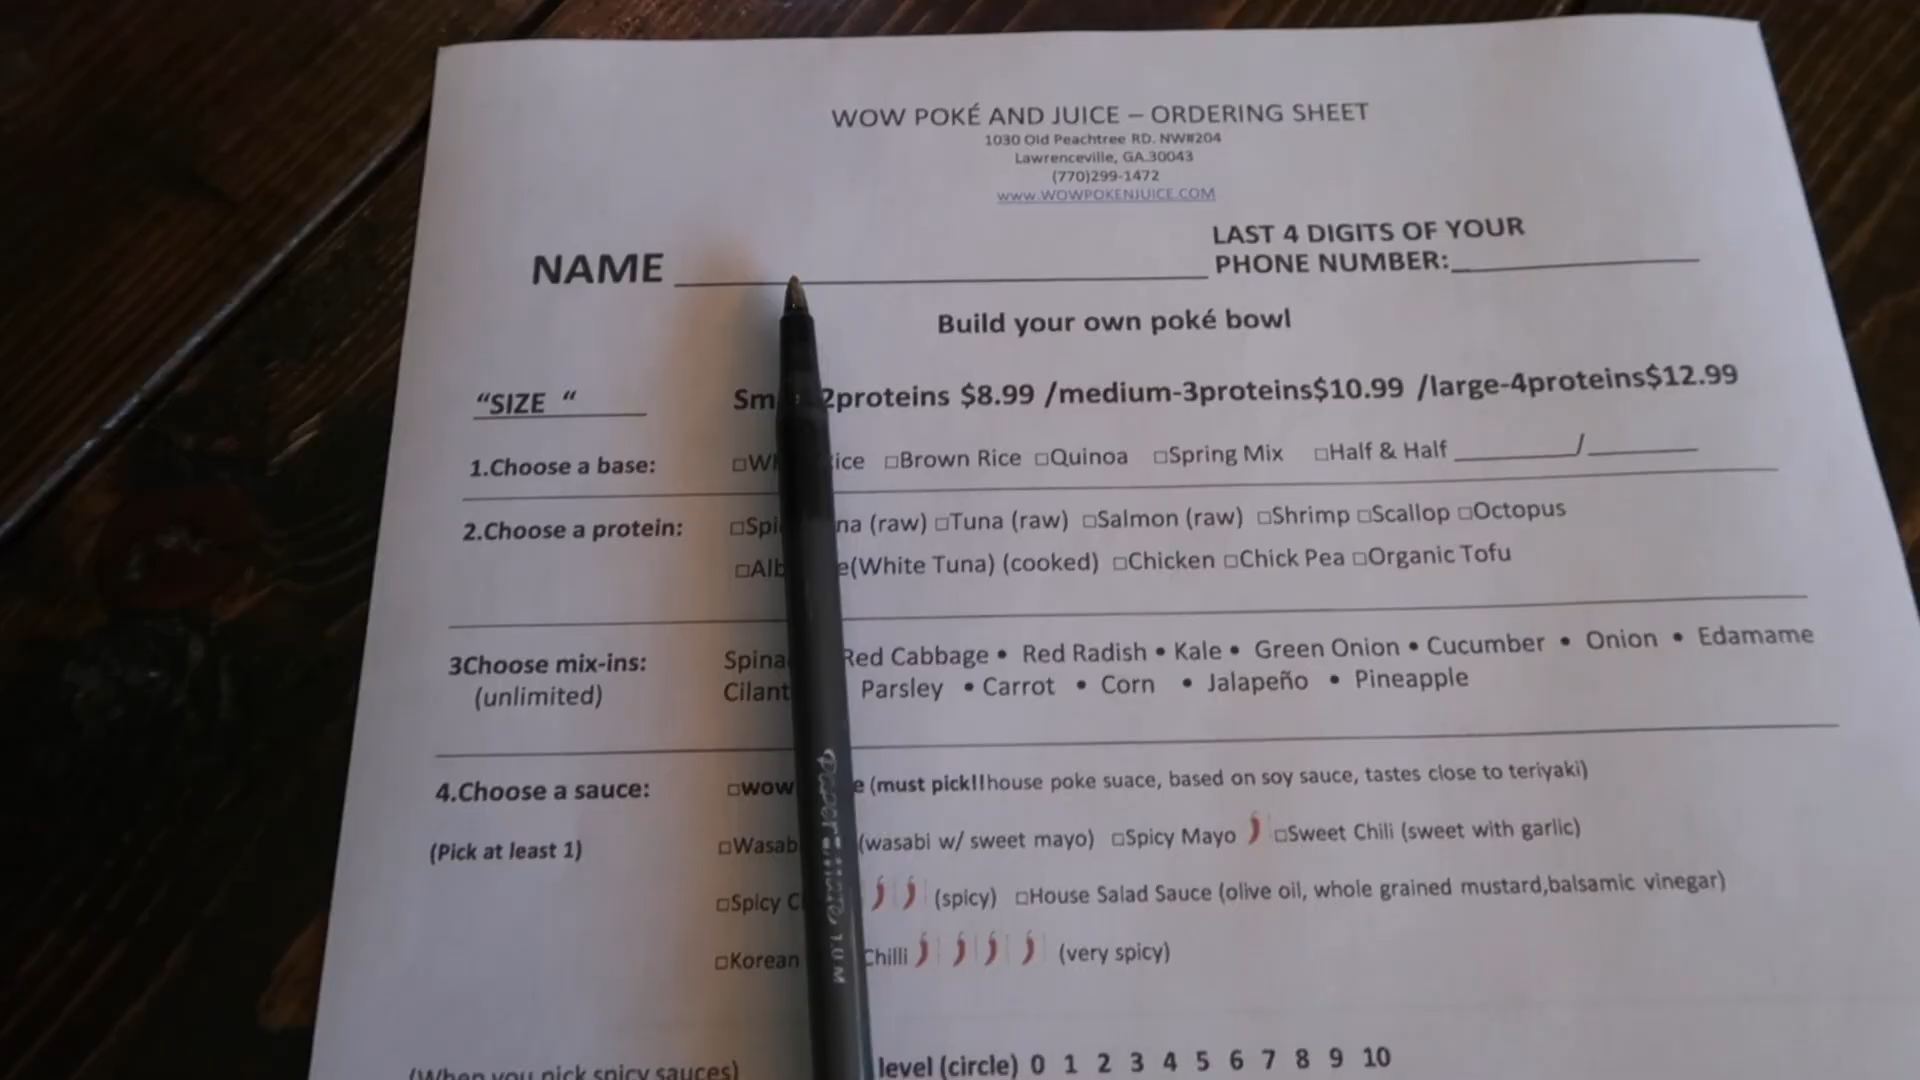 WOW POKÉ AND JUICE – ORDERING SHEET
1030 Old Peachtree RD. NW#204
Lawrenceville, GA.30043
(770)299-1472
www.WOWPOKENJUICE.COM
NAME
LAST 4 DIGITS OF YOUR
PHONE NUMBER:
Build your own poké bowl
“SIZE “ 2proteins $8.99 /medium-3proteins$10.99 /large-4proteins$12.99
1.Choose a base: □Brown Rice □Quinoa □Spring Mix □Half & Half ________/________
2.Choose a protein: (raw) □Tuna (raw) □Salmon (raw) □Shrimp □Scallop □Octopus
(White Tuna) (cooked) □Chicken □Chick Pea □Organic Tofu
3Choose mix-ins: Red Cabbage • Red Radish • Kale • Green Onion • Cucumber • Onion • Edamame
(unlimited) Parsley • Carrot • Corn • Jalapeño • Pineapple
4.Choose a sauce: □wow (must pick!!house poke suace, based on soy sauce, tastes close to teriyaki)
(Pick at least 1) (wasabi w/ sweet mayo) □Spicy Mayo □Sweet Chili (sweet with garlic)
□Spicy (spicy) □House Salad Sauce (olive oil, whole grained mustard,balsamic vinegar)
□Korean Chilli (very spicy)
(When you pick spicy sauces) level (circle) 0 1 2 3 4 5 6 7 8 9 10